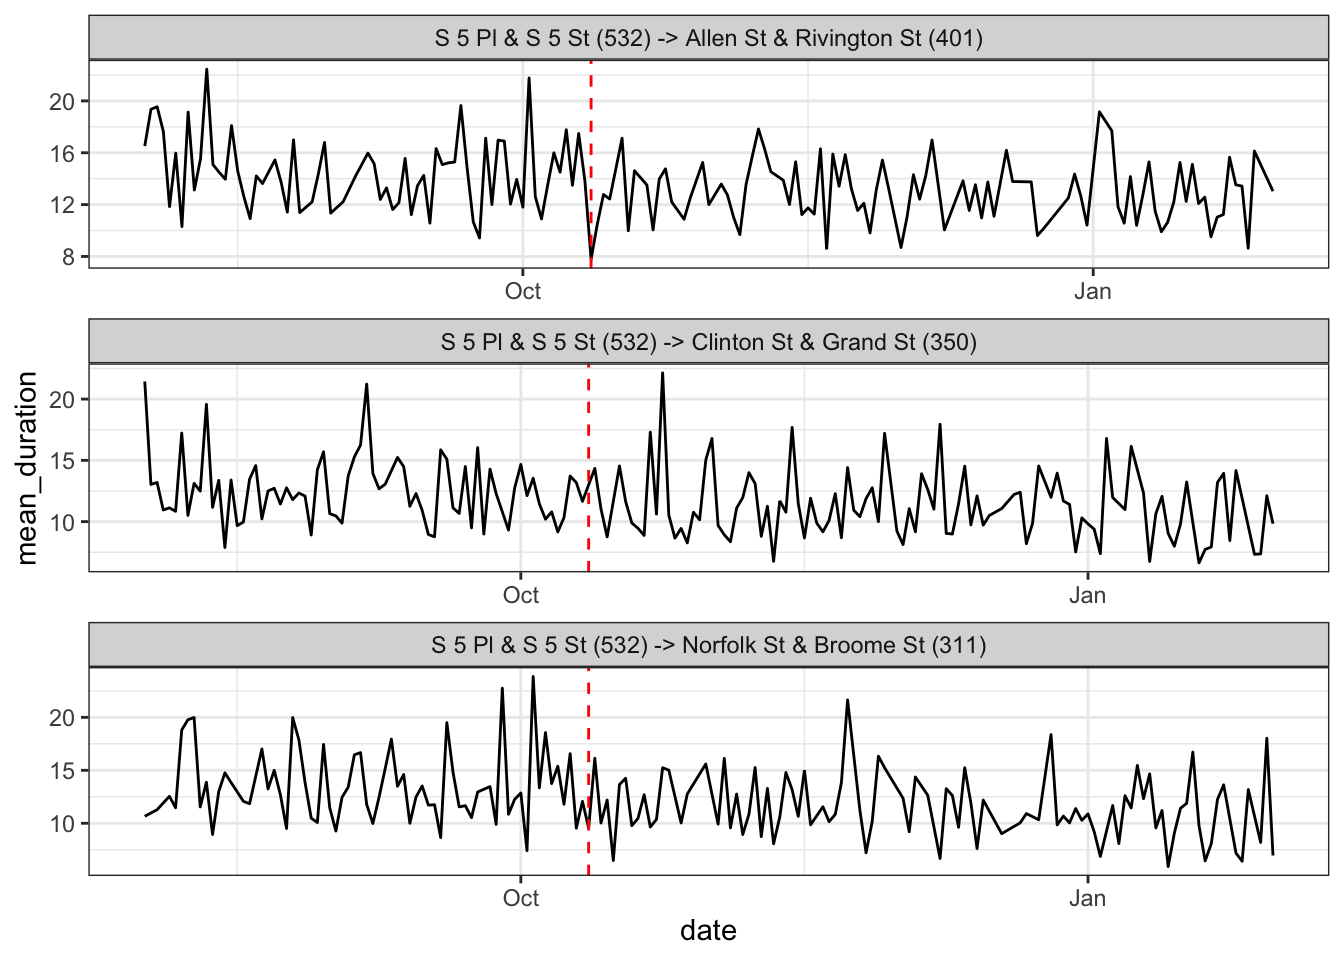 S 5 Pl & S 5 St (532) -> Allen St & Rivington St (401)
20
16
12
8
Oct
Jan
S 5 Pl & S 5 St (532) -> Clinton St & Grand St (350)
20
15
10
Oct
Jan
S 5 Pl & S 5 St (532) -> Norfolk St & Broome St (311)
20
15
10
Oct
Jan
mean_duration
date